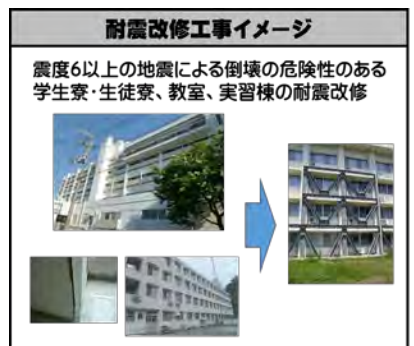 耐震改修工事イメージ
震度6以上の地震による倒壊の危険性のある
学生寮・生徒寮、教室、実習棟の耐震改修